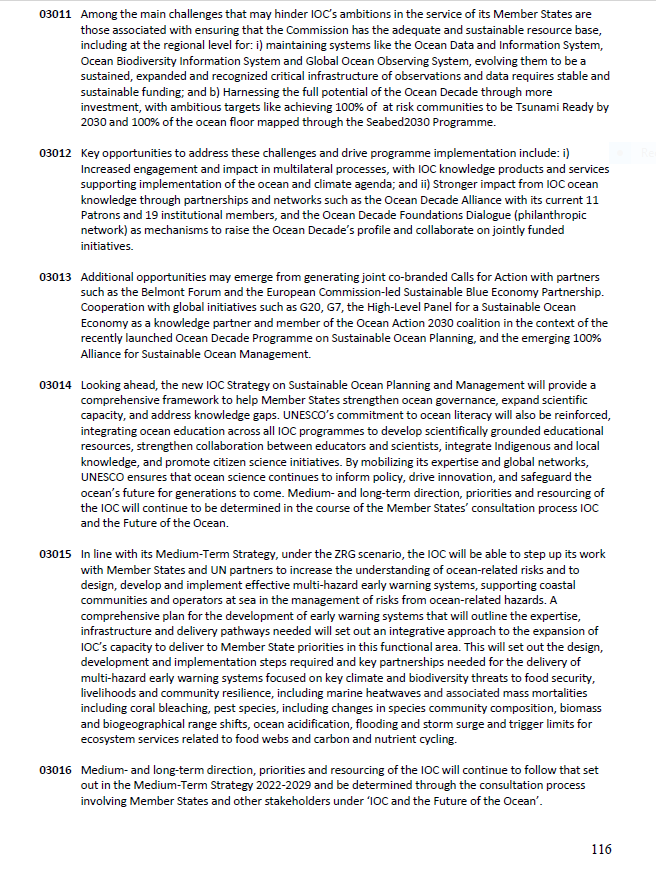 03011 Among the main challenges that may hinder IOC's ambitions in the service of its Member States are
those associated with ensuring that the Commission has the adequate and sustainable resource base,
including at the regional level for: i) maintaining systems like the Ocean Data and Information System,
Ocean Biodiversity Information System and Global Ocean Observing System, evolving them to be a
sustained, expanded and recognized critical infrastructure of observations and data requires stable and
sustainable funding; and b) Harnessing the full potential of the Ocean Decade through more
investment, with ambitious targets like achieving 100% of at risk communities to be Tsunami Ready by
2030 and 100% of the ocean floor mapped through the Seabed2030 Programme.
03012 Key opportunities to address these challenges and drive programme implementation include: i)
Increased engagement and impact in multilateral processes, with IOC knowledge products and services
supporting implementation of the ocean and climate agenda; and ii) Stronger impact from IOC ocean
knowledge through partnerships and networks such as the Ocean Decade Alliance with its current 11
Patrons and 19 institutional members, and the Ocean Decade Foundations Dialogue (philanthropic
network) as mechanisms to raise the Ocean Decade's profile and collaborate on jointly funded
initiatives.
03013 Additional opportunities may emerge from generating joint co-branded Calls for Action with partners
such as the Belmont Forum and the European Commission-led Sustainable Blue Economy Partnership.
Cooperation with global initiatives such as G20, G7, the High-Level Panel for a Sustainable Ocean
Economy as a knowledge partner and member of the Ocean Action 2030 coalition in the context of the
recently launched Ocean Decade Programme on Sustainable Ocean Planning, and the emerging 100%
Alliance for Sustainable Ocean Management.
03014 Looking ahead, the new IOC Strategy on Sustainable Ocean Planning and Management will provide a
comprehensive framework to help Member States strengthen ocean governance, expand scientific
capacity, and address knowledge gaps. UNESCO's commitment to ocean literacy will also be reinforced,
integrating ocean education across all IOC programmes to develop scientifically grounded educational
resources, strengthen collaboration between educators and scientists, integrate Indigenous and local
knowledge, and promote citizen science initiatives. By mobilizing its expertise and global networks,
UNESCO ensures that ocean science continues to inform policy, drive innovation, and safeguard the
ocean's future for generations to come. Medium- and long-term direction, priorities and resourcing of
the IOC will continue to be determined in the course of the Member States' consultation process IOC
and the Future of the Ocean.
03015 In line with its Medium-Term Strategy, under the ZRG scenario, the IOC will be able to step up its work
with Member States and UN partners to increase the understanding of ocean-related risks and to
design, develop and implement effective multi-hazard early warning systems, supporting coastal
communities and operators at sea in the management of risks from ocean-related hazards. A
comprehensive plan for the development of early warning systems that will outline the expertise,
infrastructure and delivery pathways needed will set out an integrative approach to the expansion of
IOC's capacity to deliver to Member State priorities in this functional area. This will set out the design,
development and implementation steps required and key partnerships needed for the delivery of
multi-hazard early warning systems focused on key climate and biodiversity threats to food security,
livelihoods and community resilience, including marine heatwaves and associated mass mortalities
including coral bleaching, pest species, including changes in species community composition, biomass
and biogeographical range shifts, ocean acidification, flooding and storm surge and trigger limits for
ecosystem services related to food webs and carbon and nutrient cycling.
03016 Medium- and long-term direction, priorities and resourcing of the IOC will continue to follow that set
out in the Medium-Term Strategy 2022-2029 and be determined through the consultation process
involving Member States and other stakeholders under 'IOC and the Future of the Ocean'.
116